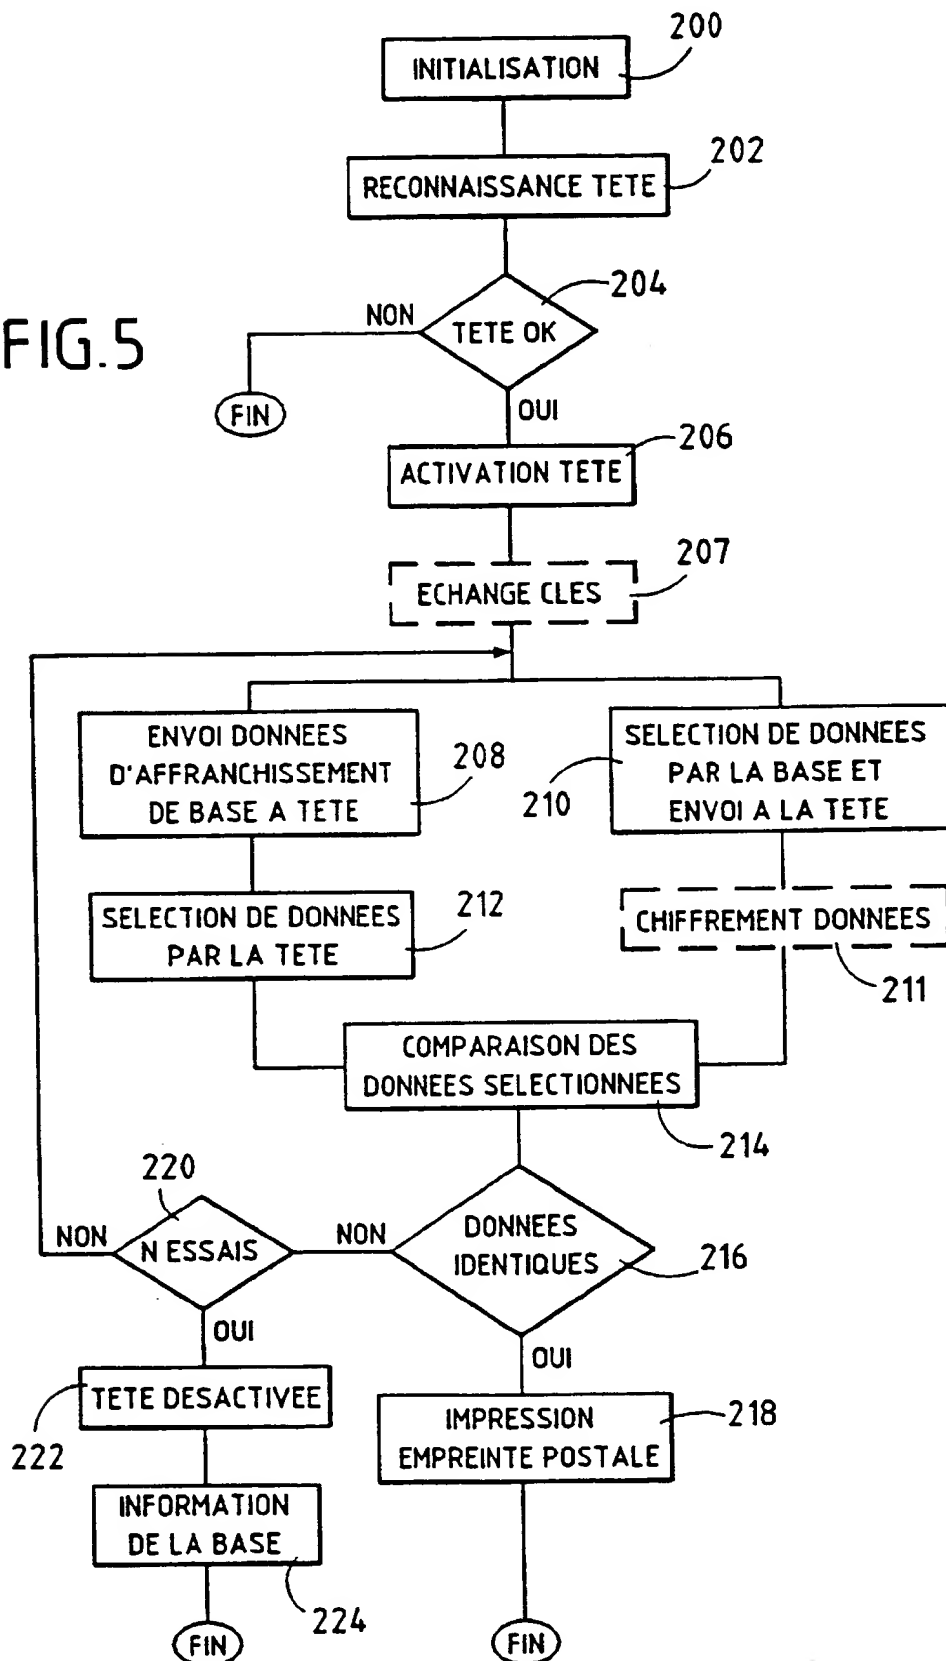 200
INITIALISATION
202
RECONNAISSANCE TETE
204
FIG.5
NON
TETE OK
FIN
OUI
206
ACTIVATION TETE
207
ECHANGE CLES
ENVOI DONNEES
D'AFFRANCHISSEMENT
DE BASE A TETE
208
SELECTION DE DONNEES
PAR LA BASE ET
ENVOI A LA TETE
210
SELECTION DE DONNEES
PAR LA TETE
212
CHIFFREMENT DONNEES
211
COMPARAISON DES
DONNEES SELECTIONNEES
214
220
NON
N ESSAIS
NON
DONNEES
IDENTIQUES
216
OUI
OUI
TETE DESACTIVEE
222
IMPRESSION
EMPREINTE POSTALE
218
INFORMATION
DE LA BASE
224
FIN
FIN